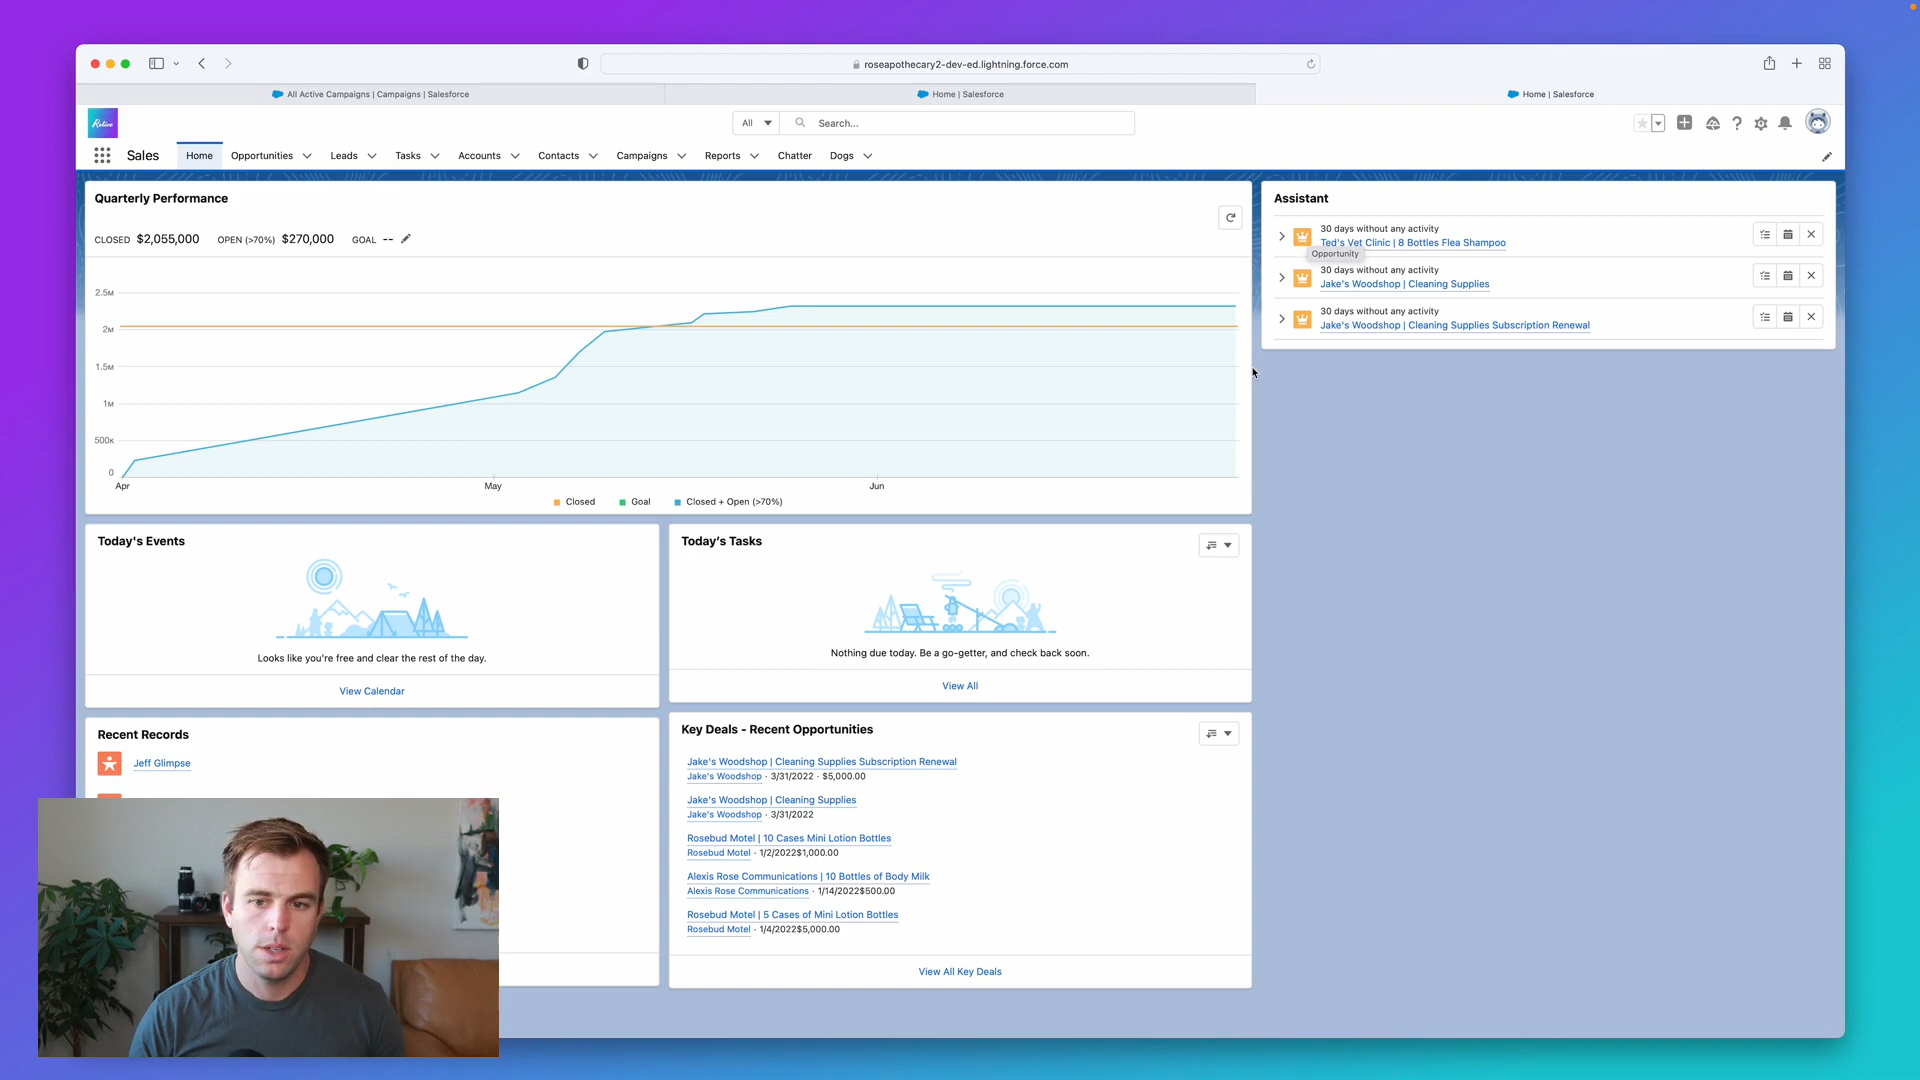 roseapothecary2-dev-ed.lightning.force.com
All Active Campaigns | Campaigns | Salesforce
Home | Salesforce
Home | Salesforce
All
Search...
Sales
Home
Opportunities
Leads
Tasks
Accounts
Contacts
Campaigns
Reports
Chatter
Dogs
Quarterly Performance
CLOSED $2,055,000 OPEN (>70%) $270,000 GOAL --
2.5M
2M
1.5M
1M
500K
0
Apr
May
Jun
Closed
Goal
Closed + Open (>70%)
Assistant
30 days without any activity
Ted's Vet Clinic | 8 Bottles Flea Shampoo
Opportunity
30 days without any activity
Jake's Woodshop | Cleaning Supplies
30 days without any activity
Jake's Woodshop | Cleaning Supplies Subscription Renewal
Today's Events
Looks like you're free and clear the rest of the day.
View Calendar
Today's Tasks
Nothing due today. Be a go-getter, and check back soon.
View All
Recent Records
Jeff Glimpse
Key Deals - Recent Opportunities
Jake's Woodshop | Cleaning Supplies Subscription Renewal
Jake's Woodshop · 3/31/2022 · $5,000.00
Jake's Woodshop | Cleaning Supplies
Jake's Woodshop · 3/31/2022
Rosebud Motel | 10 Cases Mini Lotion Bottles
Rosebud Motel · 1/2/2022$1,000.00
Alexis Rose Communications | 10 Bottles of Body Milk
Alexis Rose Communications · 1/14/2022$500.00
Rosebud Motel | 5 Cases of Mini Lotion Bottles
Rosebud Motel · 1/4/2022$5,000.00
View All Key Deals